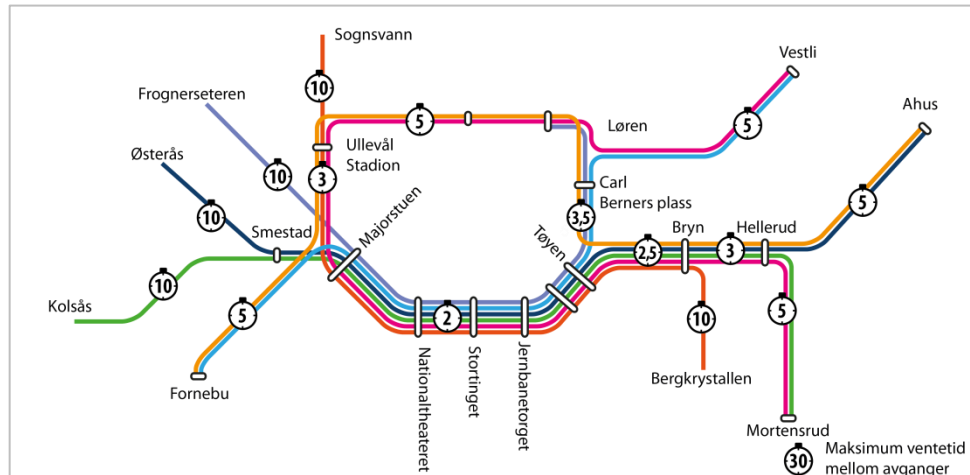 Sognsvann
Vestli
10
Frognerseteren
Ahus
5
Løren
5
Østerås
Ullevål
Stadion
10
3
Carl
Berners plass
5
10
Smestad
Majorstuen
3,5
Tøyen
Bryn
Hellerud
2,5
3
10
Kolsås
5
2
10
5
Nationaltheateret
Stortinget
Jernbanetorget
Fornebu
Bergkrystallen
Mortensrud
30
Maksimum ventetid
mellom avganger